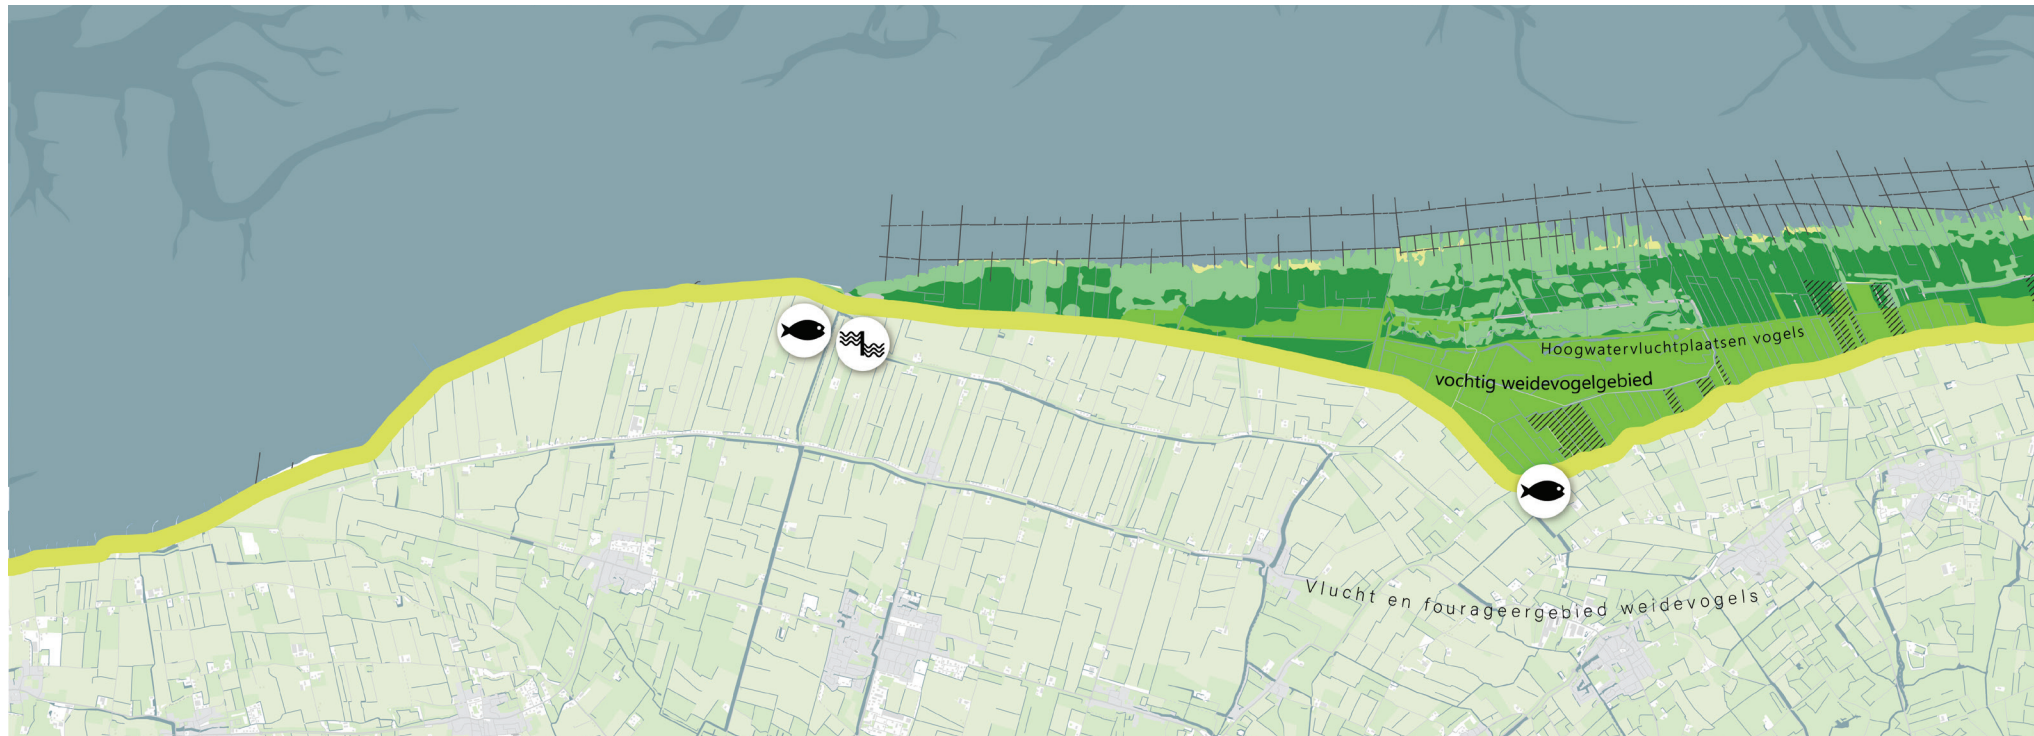 Hoogwatervluchtplaatsen vogels
vochtig weidevogelgebied
Vlucht en fourageergebied weidevogels